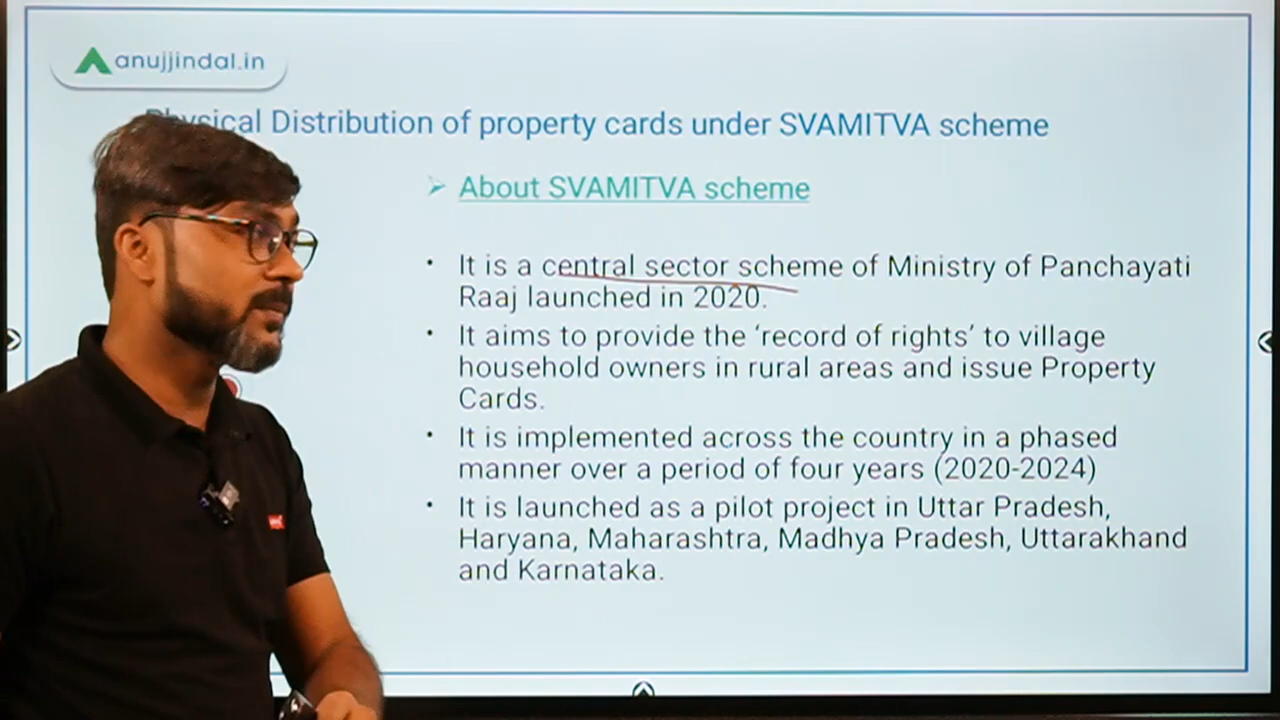 anujjindal.in
Physical Distribution of property cards under SVAMITVA scheme
➢ About SVAMITVA scheme
• It is a central sector scheme of Ministry of Panchayati
Raaj launched in 2020.
• It aims to provide the ‘record of rights’ to village
household owners in rural areas and issue Property
Cards.
• It is implemented across the country in a phased
manner over a period of four years (2020-2024)
• It is launched as a pilot project in Uttar Pradesh,
Haryana, Maharashtra, Madhya Pradesh, Uttarakhand
and Karnataka.